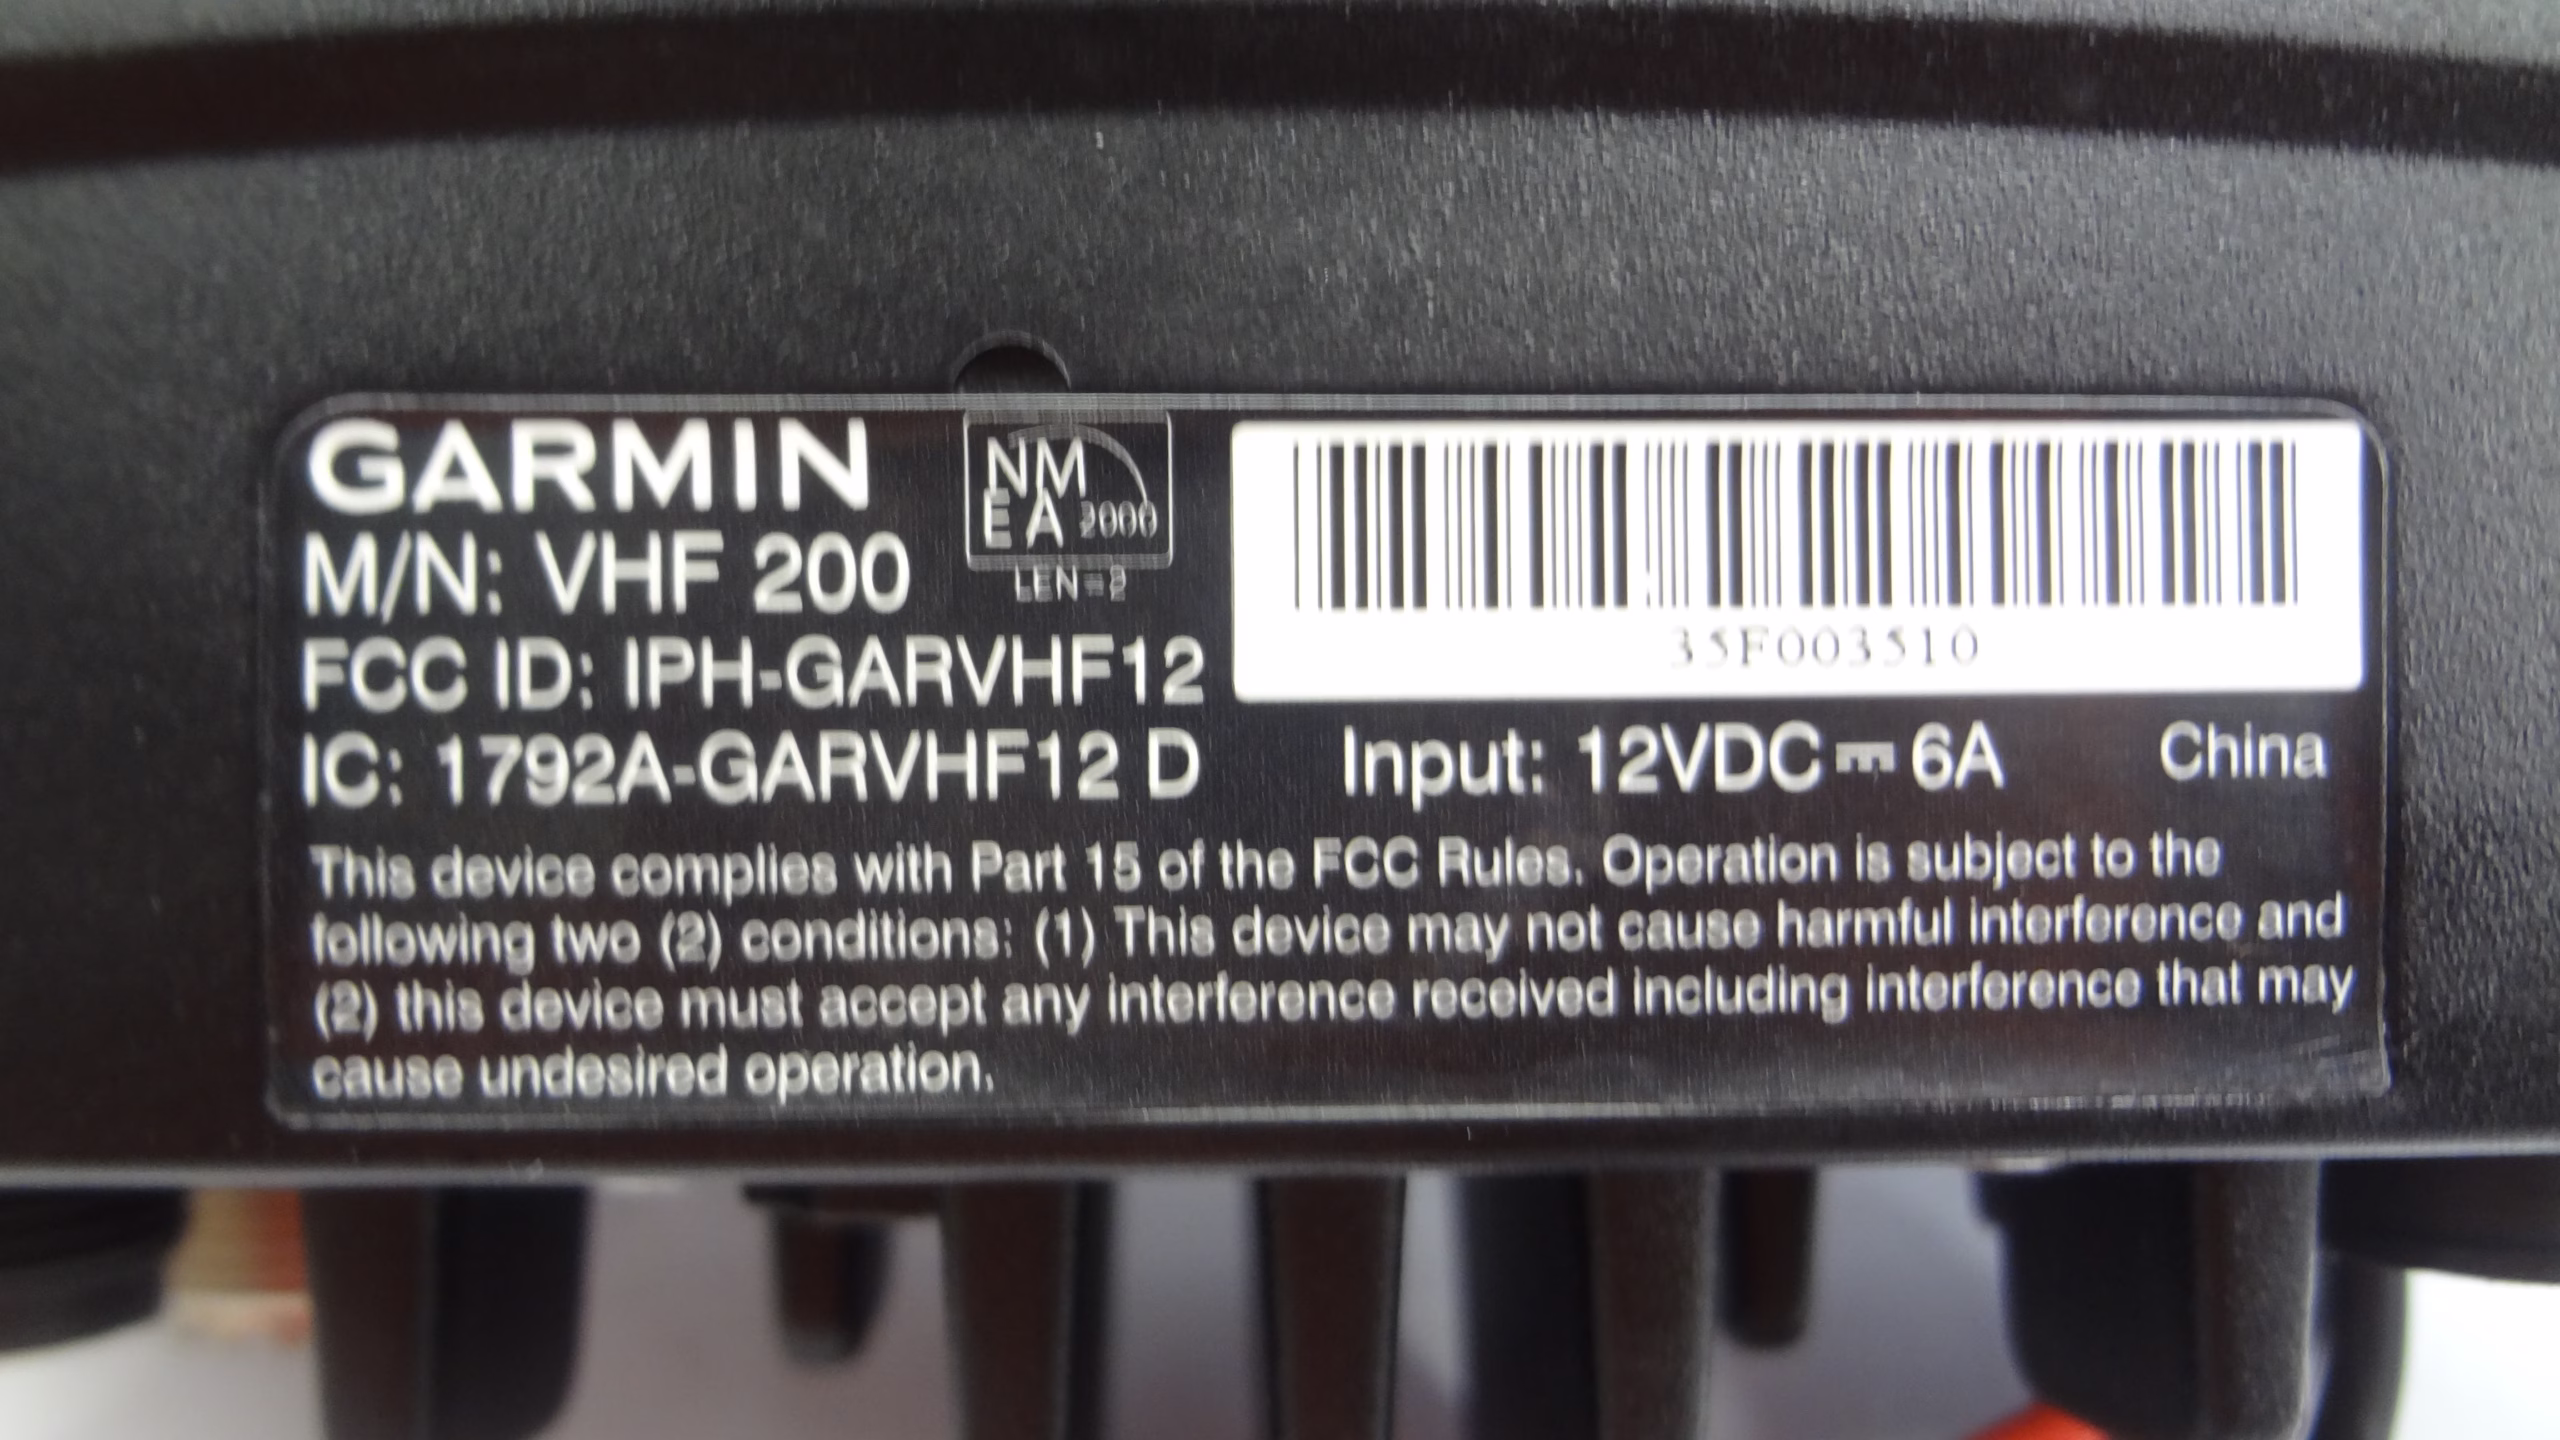 GARMIN
NM
EA 2000
LEN=2
M/N: VHF 200
FCC ID: IPH-GARVHF12
IC: 1792A-GARVHF12 D
35F003510
Input: 12VDC⎓6A China
This device complies with Part 15 of the FCC Rules. Operation is subject to the
following two (2) conditions: (1) This device may not cause harmful interference and
(2) this device must accept any interference received including interference that may
cause undesired operation.